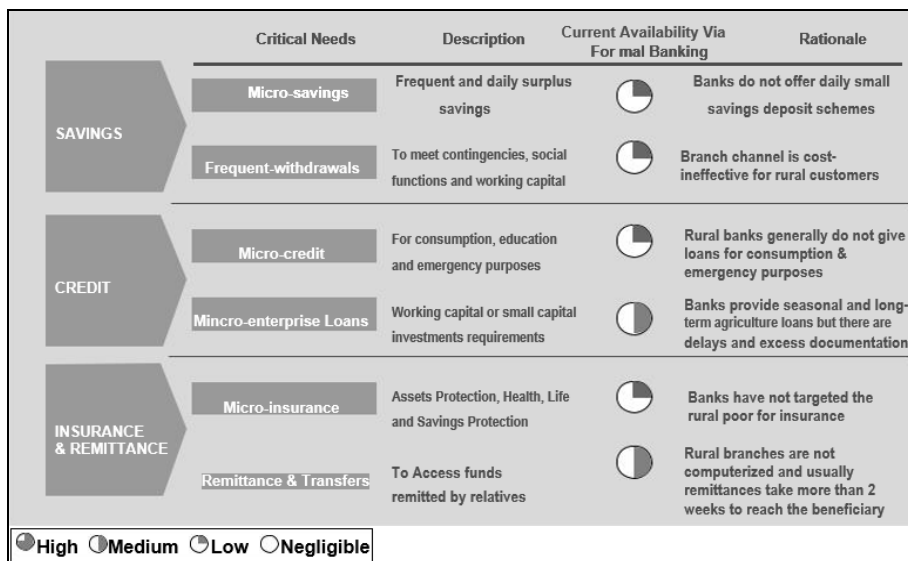 Critical Needs
Description
Current Availability Via
For mal Banking
Rationale
SAVINGS
Micro-savings
Frequent and daily surplus
savings
Banks do not offer daily small
savings deposit schemes
Frequent-withdrawals
To meet contingencies, social
functions and working capital
Branch channel is cost-
ineffective for rural customers
CREDIT
Micro-credit
For consumption, education
and emergency purposes
Rural banks generally do not give
loans for consumption &
emergency purposes
Mincro-enterprise Loans
Working capital or small capital
investments requirements
Banks provide seasonal and long-
term agriculture loans but there are
delays and excess documentation
INSURANCE
& REMITTANCE
Micro-insurance
Assets Protection, Health, Life
and Savings Protection
Banks have not targeted the
rural poor for insurance
Remittance & Transfers
To Access funds
remitted by relatives
Rural branches are not
computerized and usually
remittances take more than 2
weeks to reach the beneficiary
High Medium Low Negligible